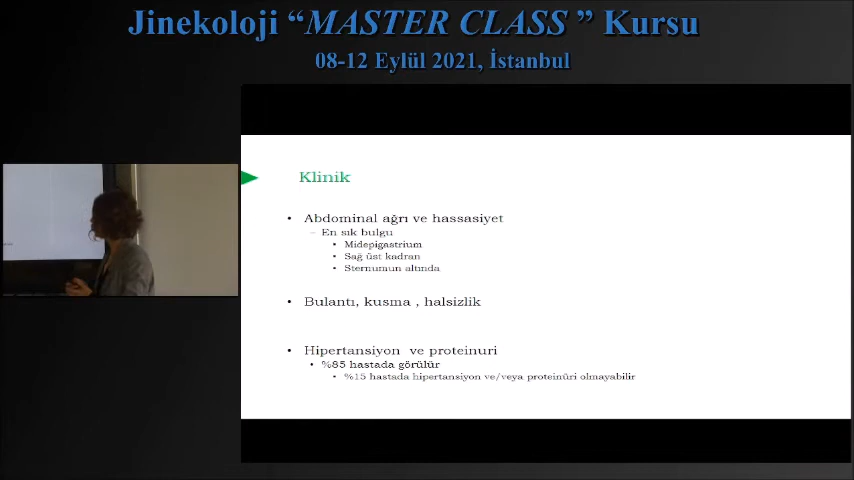 Jinekoloji “MASTER CLASS ” Kursu
08-12 Eylül 2021, İstanbul
Klinik
• Abdominal ağrı ve hassasiyet
– En sık bulgu
• Midepigastrium
• Sağ üst kadran
• Sternumun altında
• Bulantı, kusma , halsizlik
• Hipertansiyon ve proteinuri
• %85 hastada görülür
• %15 hastada hipertansiyon ve/veya proteinüri olmayabilir